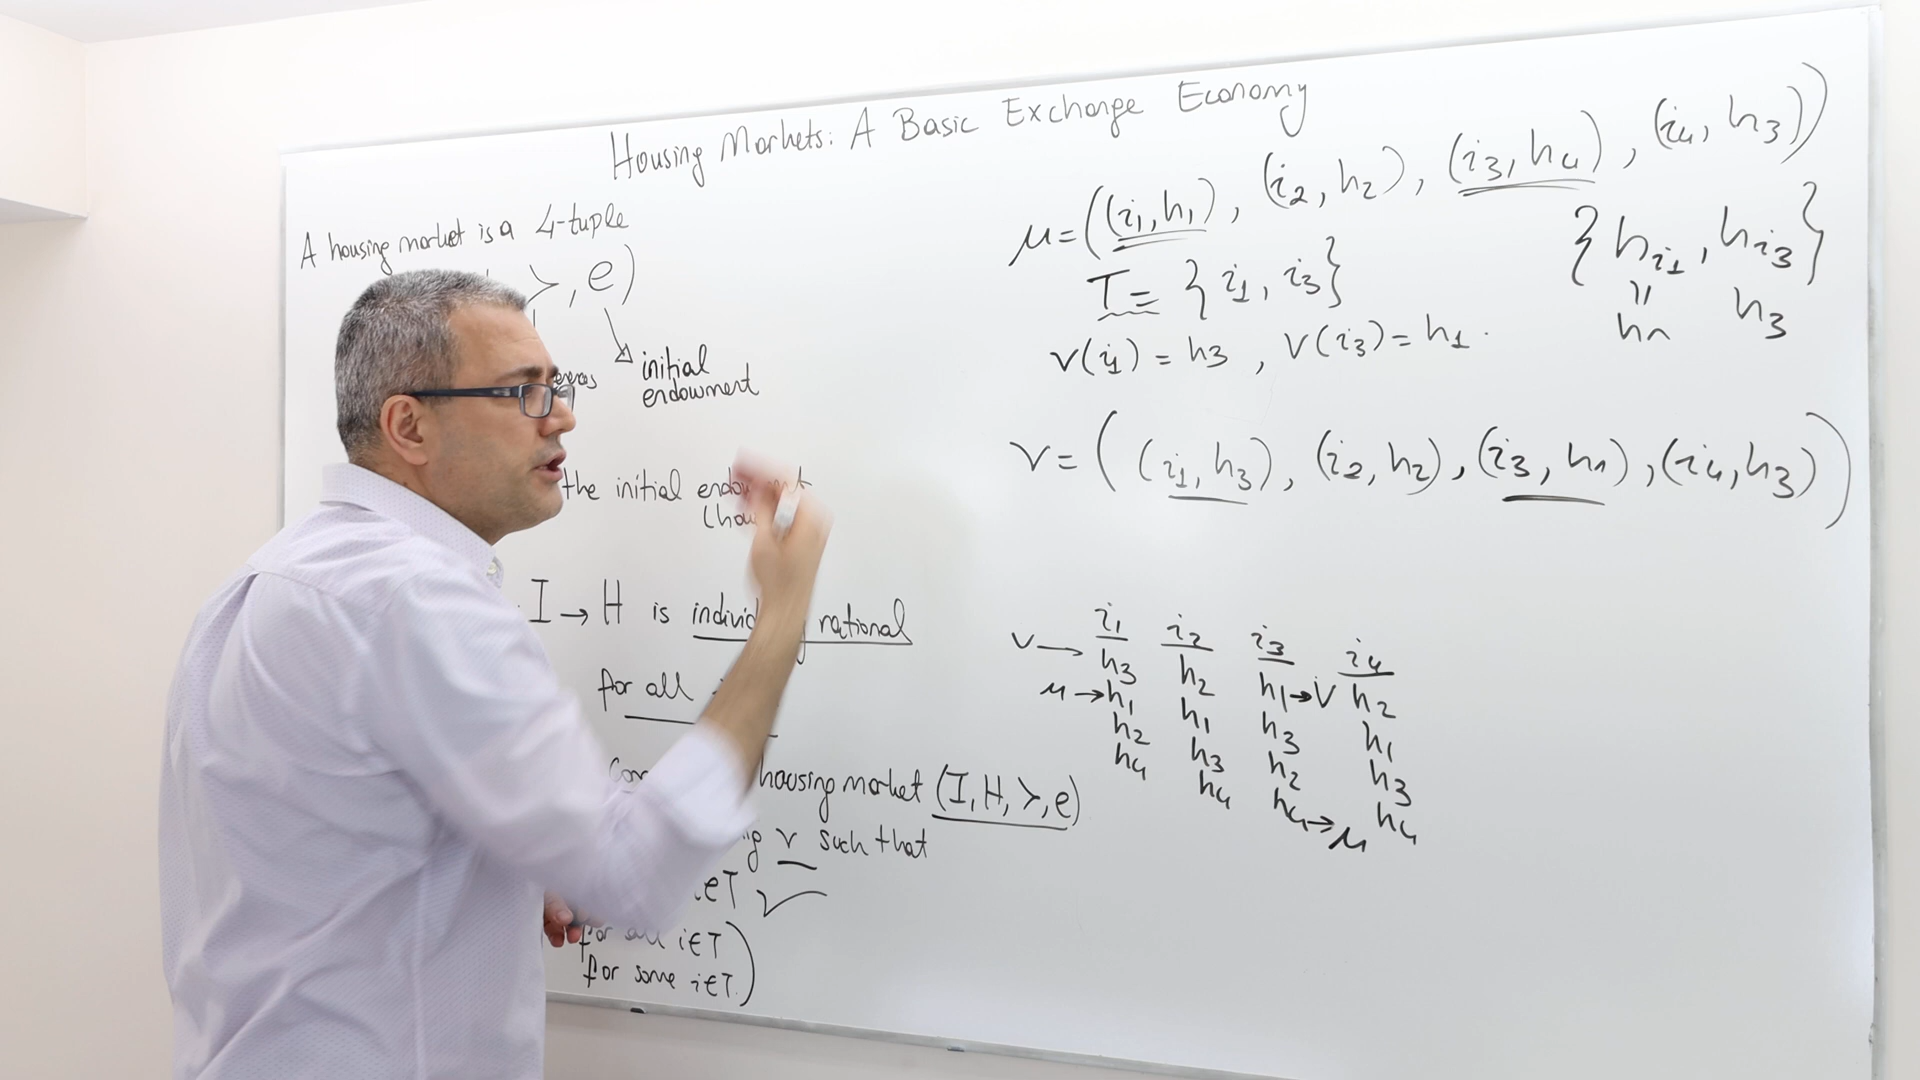 Housing Markets: A Basic Exchange Economy
A housing market is a 4-tuple
≻, e)
initial
endowment
the initial
I → H is individ rational
for all
housing market (I, H, ≻, e)
ν such that
i∈T ✓
for all i∈T
for some i∈T.)
μ = ((i₁, h₁), (i₂, h₂), (i₃, h₄), (i₄, h₃))
T = {i₁, i₃}
{h_i₁, h_i₃}
=
h₁ h₃
ν(i₁) = h₃, ν(i₃) = h₁.
ν = ((i₁, h₃), (i₂, h₂), (i₃, h₁), (i₄, h₃))
i₁ i₂ i₃ i₄
ν → h₃ h₂ h₁ → ν h₂
μ → h₁ h₁ h₃ h₁
h₂ h₃ h₂ h₃
h₄ h₄ h₄ → μ h₄